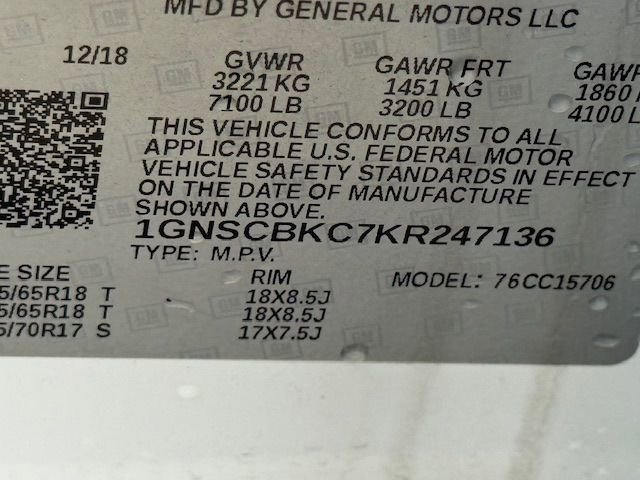 MFD BY GENERAL MOTORS LLC
12/18 GVWR GAWR FRT GAWR
3221 KG 1451 KG 1860
7100 LB 3200 LB 4100 L
THIS VEHICLE CONFORMS TO ALL
APPLICABLE U.S. FEDERAL MOTOR
VEHICLE SAFETY STANDARDS IN EFFECT
ON THE DATE OF MANUFACTURE
SHOWN ABOVE.
1GNSCBKC7KR247136
TYPE: M.P.V.
E SIZE RIM MODEL: 76CC15706
5/65R18 T 18X8.5J
5/65R18 T 18X8.5J
5/70R17 S 17X7.5J